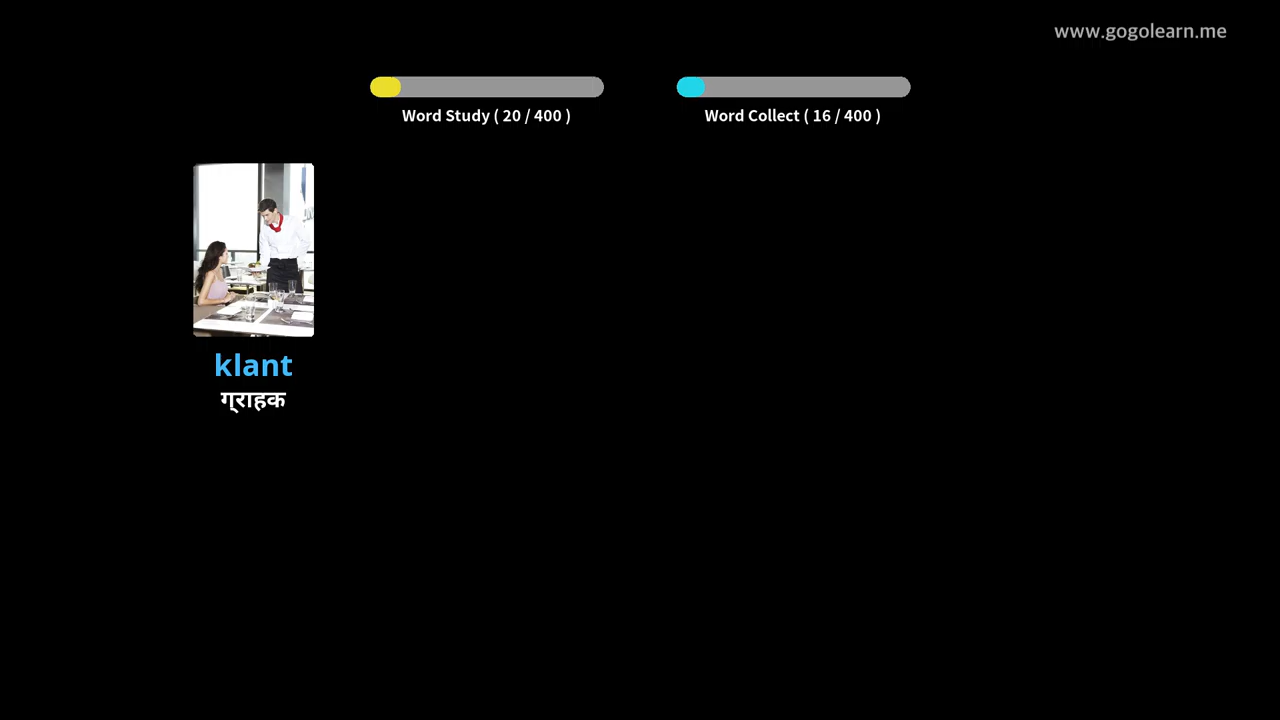 www.gogolearn.me
Word Study ( 20 / 400 )
Word Collect ( 16 / 400 )
klant
ग्राहक